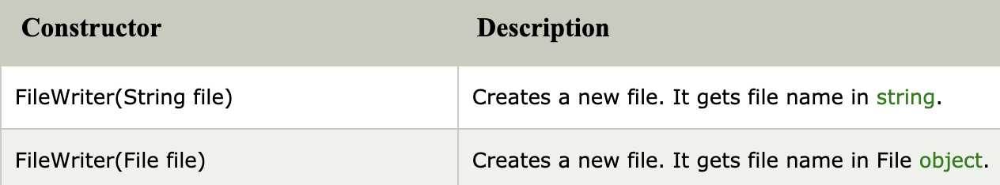 Constructor Description
FileWriter(String file) Creates a new file. It gets file name in string.
FileWriter(File file) Creates a new file. It gets file name in File object.